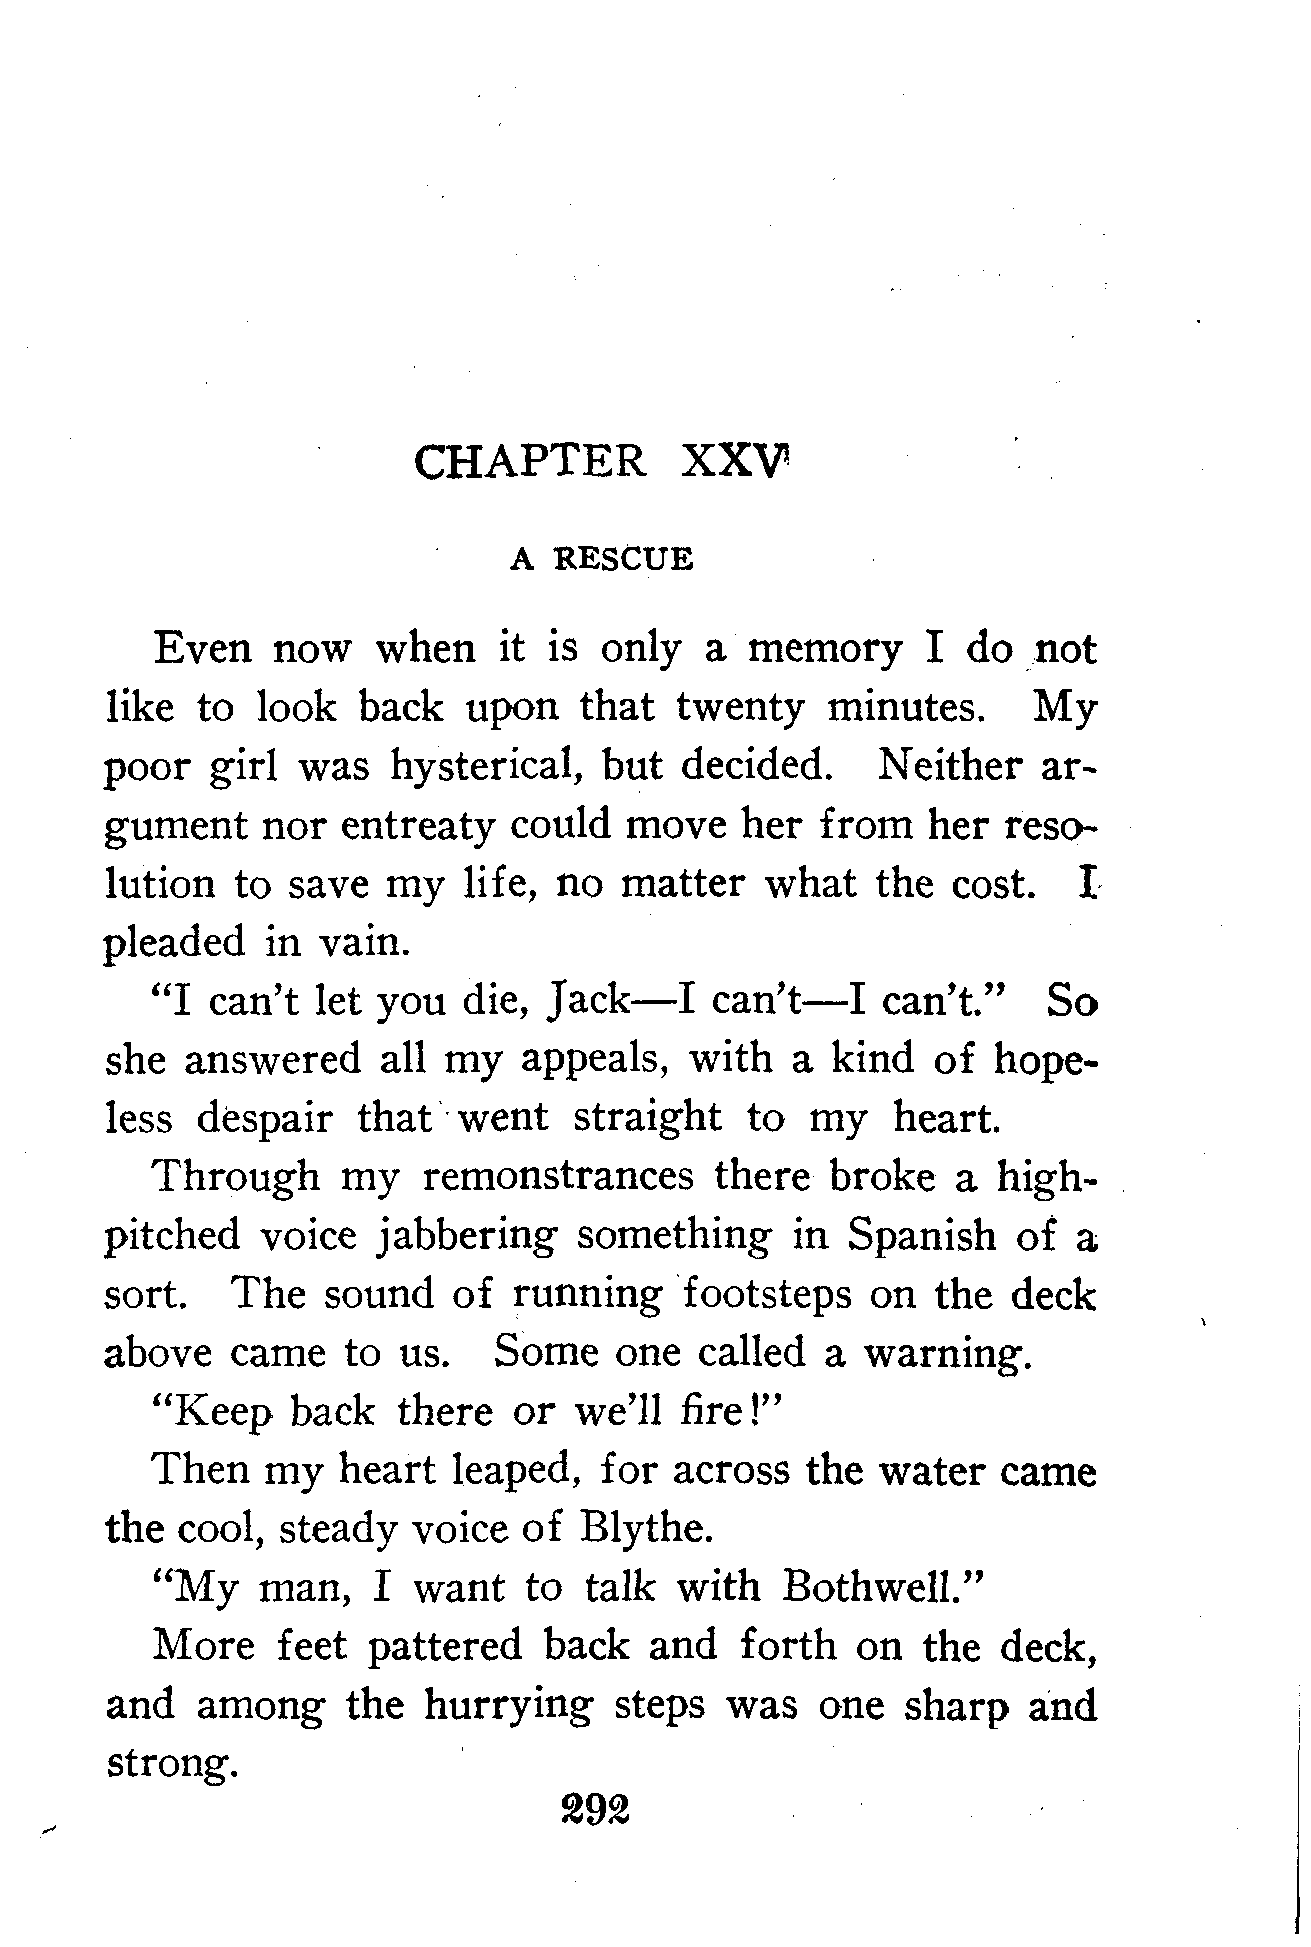 CHAPTER XXV
A RESCUE
Even now when it is only a memory I do not
like to look back upon that twenty minutes. My
poor girl was hysterical, but decided. Neither ar-
gument nor entreaty could move her from her reso-
lution to save my life, no matter what the cost. I
pleaded in vain.
“I can’t let you die, Jack—I can’t—I can’t.” So
she answered all my appeals, with a kind of hope-
less despair that went straight to my heart.
Through my remonstrances there broke a high-
pitched voice jabbering something in Spanish of a
sort. The sound of running footsteps on the deck
above came to us. Some one called a warning.
“Keep back there or we’ll fire!”
Then my heart leaped, for across the water came
the cool, steady voice of Blythe.
“My man, I want to talk with Bothwell.”
More feet pattered back and forth on the deck,
and among the hurrying steps was one sharp and
strong.
292